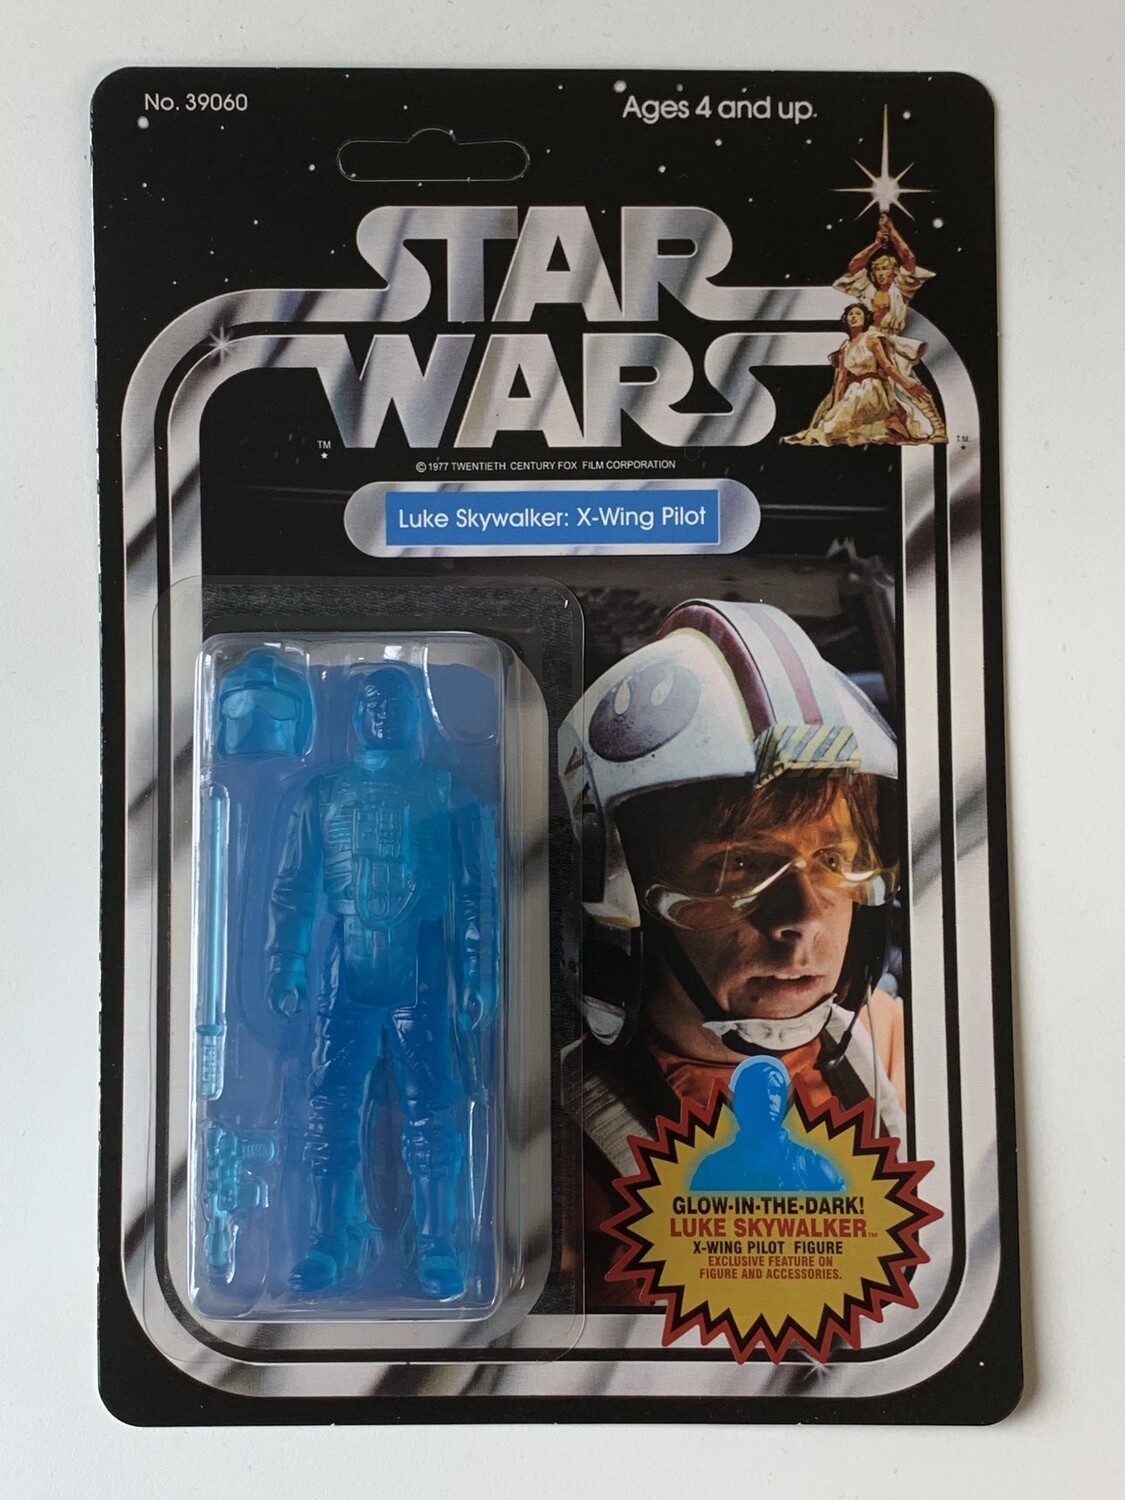 No. 39060
Ages 4 and up.
STAR
WARS
TM
T.M.
© 1977 TWENTIETH CENTURY FOX FILM CORPORATION
Luke Skywalker: X-Wing Pilot
GLOW-IN-THE-DARK!
LUKE SKYWALKER™
X-WING PILOT FIGURE
EXCLUSIVE FEATURE ON
FIGURE AND ACCESSORIES.